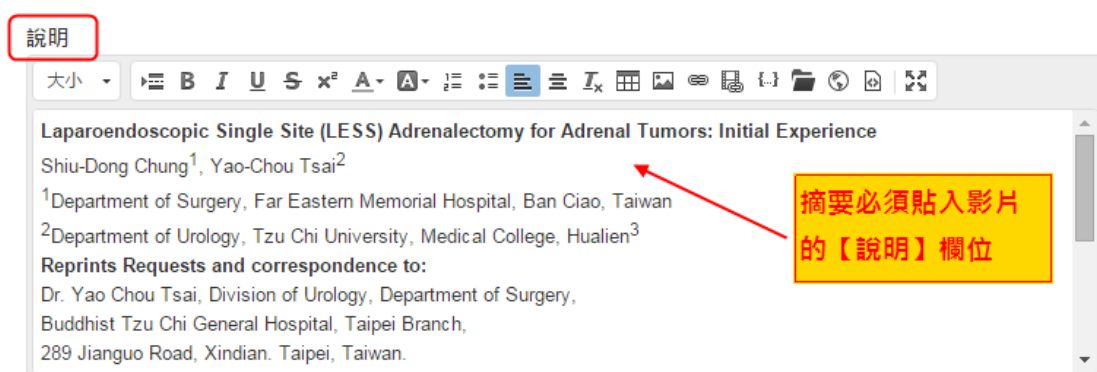 說明
大小
Laparoendoscopic Single Site (LESS) Adrenalectomy for Adrenal Tumors: Initial Experience
Shiu-Dong Chung1, Yao-Chou Tsai2
1Department of Surgery, Far Eastern Memorial Hospital, Ban Ciao, Taiwan
2Department of Urology, Tzu Chi University, Medical College, Hualien3
Reprints Requests and correspondence to:
Dr. Yao Chou Tsai, Division of Urology, Department of Surgery,
Buddhist Tzu Chi General Hospital, Taipei Branch,
289 Jianguo Road, Xindian. Taipei, Taiwan.
摘要必須貼入影片
的【說明】欄位